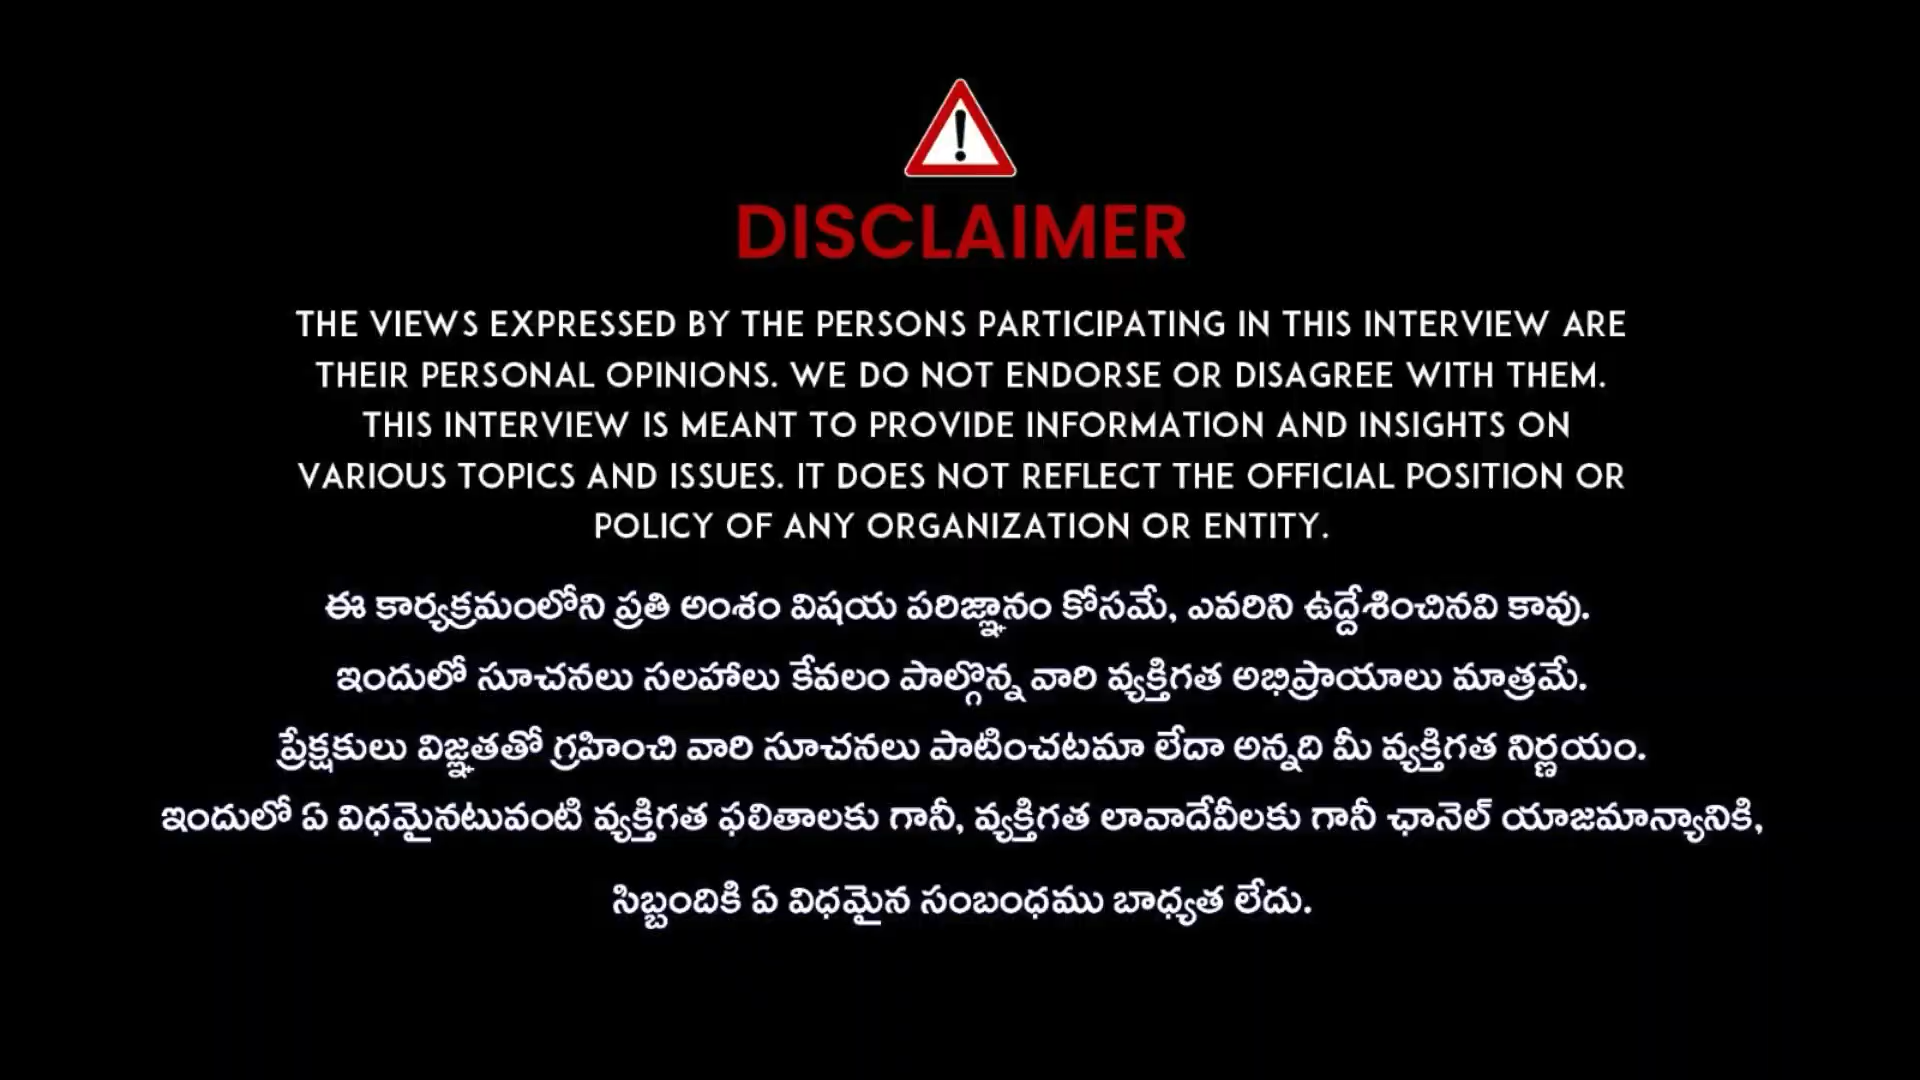 DISCLAIMER
THE VIEWS EXPRESSED BY THE PERSONS PARTICIPATING IN THIS INTERVIEW ARE
THEIR PERSONAL OPINIONS. WE DO NOT ENDORSE OR DISAGREE WITH THEM.
THIS INTERVIEW IS MEANT TO PROVIDE INFORMATION AND INSIGHTS ON
VARIOUS TOPICS AND ISSUES. IT DOES NOT REFLECT THE OFFICIAL POSITION OR
POLICY OF ANY ORGANIZATION OR ENTITY.
ఈ కార్యక్రమంలోని ప్రతి అంశం విషయ పరిజ్ఞానం కోసమే, ఎవరిని ఉద్దేశించినవి కావు.
ఇందులో సూచనలు సలహాలు కేవలం పాల్గొన్న వారి వ్యక్తిగత అభిప్రాయాలు మాత్రమే.
ప్రేక్షకులు విజ్ఞతతో గ్రహించి వారి సూచనలు పాటించటమా లేదా అన్నది మీ వ్యక్తిగత నిర్ణయం.
ఇందులో ఏ విధమైనటువంటి వ్యక్తిగత ఫలితాలకు గానీ, వ్యక్తిగత లావాదేవీలకు గానీ ఛానెల్ యాజమాన్యానికి,
సిబ్బందికి ఏ విధమైన సంబంధము బాధ్యత లేదు.